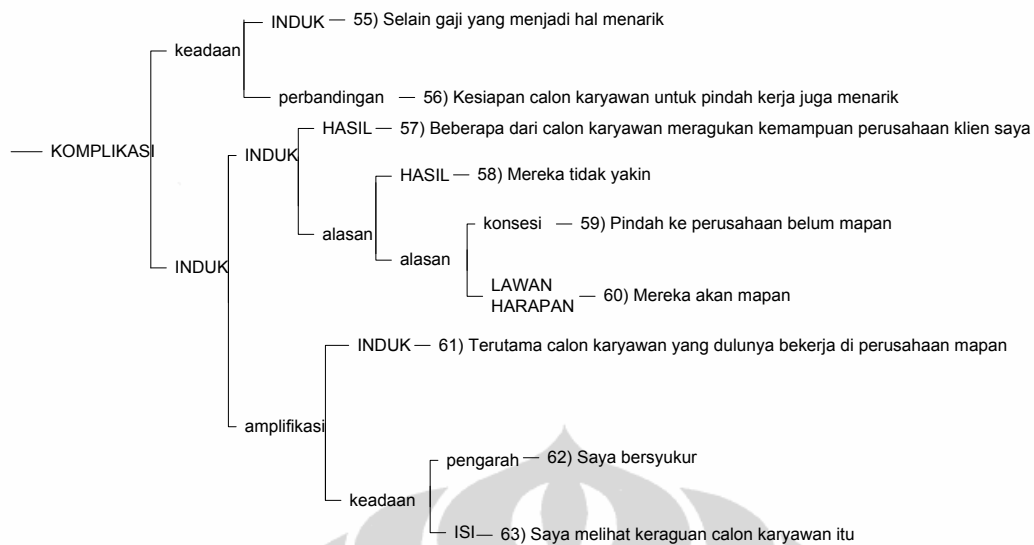 INDUK — 55) Selain gaji yang menjadi hal menarik
keadaan
perbandingan — 56) Kesiapan calon karyawan untuk pindah kerja juga menarik
HASIL — 57) Beberapa dari calon karyawan meragukan kemampuan perusahaan klien saya
KOMPLIKASI
INDUK
HASIL — 58) Mereka tidak yakin
konsesi — 59) Pindah ke perusahaan belum mapan
alasan
alasan
INDUK
LAWAN
HARAPAN — 60) Mereka akan mapan
INDUK — 61) Terutama calon karyawan yang dulunya bekerja di perusahaan mapan
amplifikasi
pengarah — 62) Saya bersyukur
keadaan
ISI — 63) Saya melihat keraguan calon karyawan itu